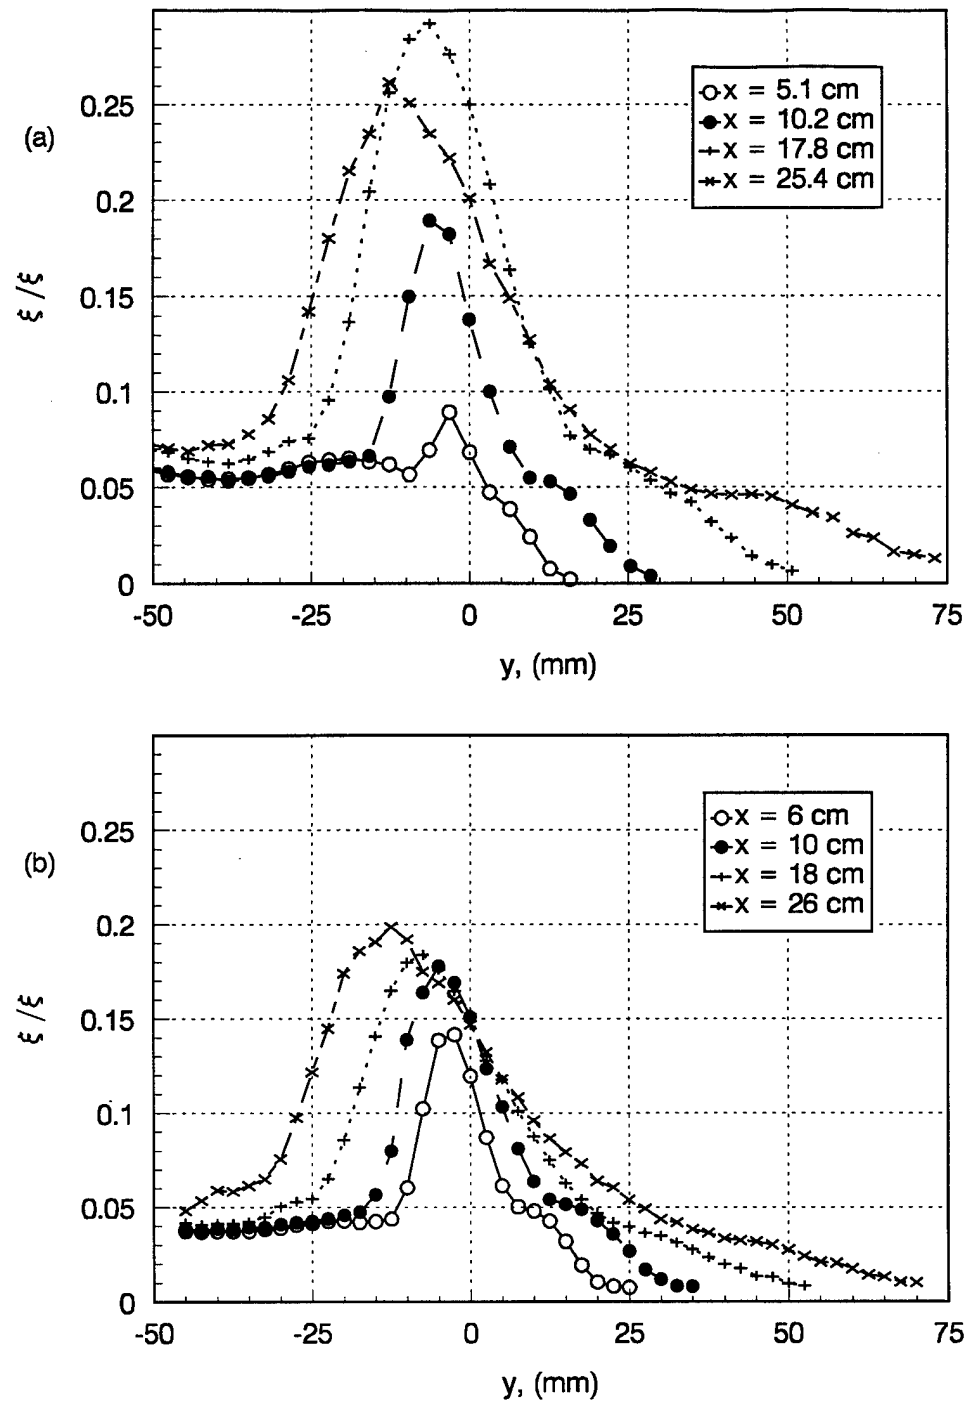 (a)
ξ /ξ
0.25
0.2
0.15
0.1
0.05
0
x = 5.1 cm
x = 10.2 cm
x = 17.8 cm
x = 25.4 cm
-50 -25 0 25 50 75
y, (mm)
(b)
ξ /ξ
0.25
0.2
0.15
0.1
0.05
0
x = 6 cm
x = 10 cm
x = 18 cm
x = 26 cm
-50 -25 0 25 50 75
y, (mm)